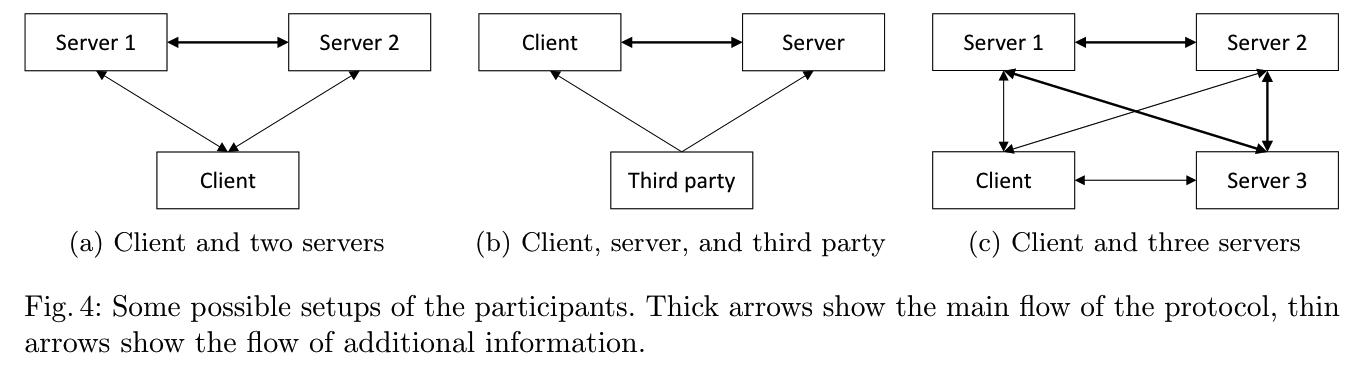 Server 1
Server 2
Client
(a) Client and two servers
Client
Server
Third party
(b) Client, server, and third party
Server 1
Server 2
Client
Server 3
(c) Client and three servers
Fig. 4: Some possible setups of the participants. Thick arrows show the main flow of the protocol, thin
arrows show the flow of additional information.